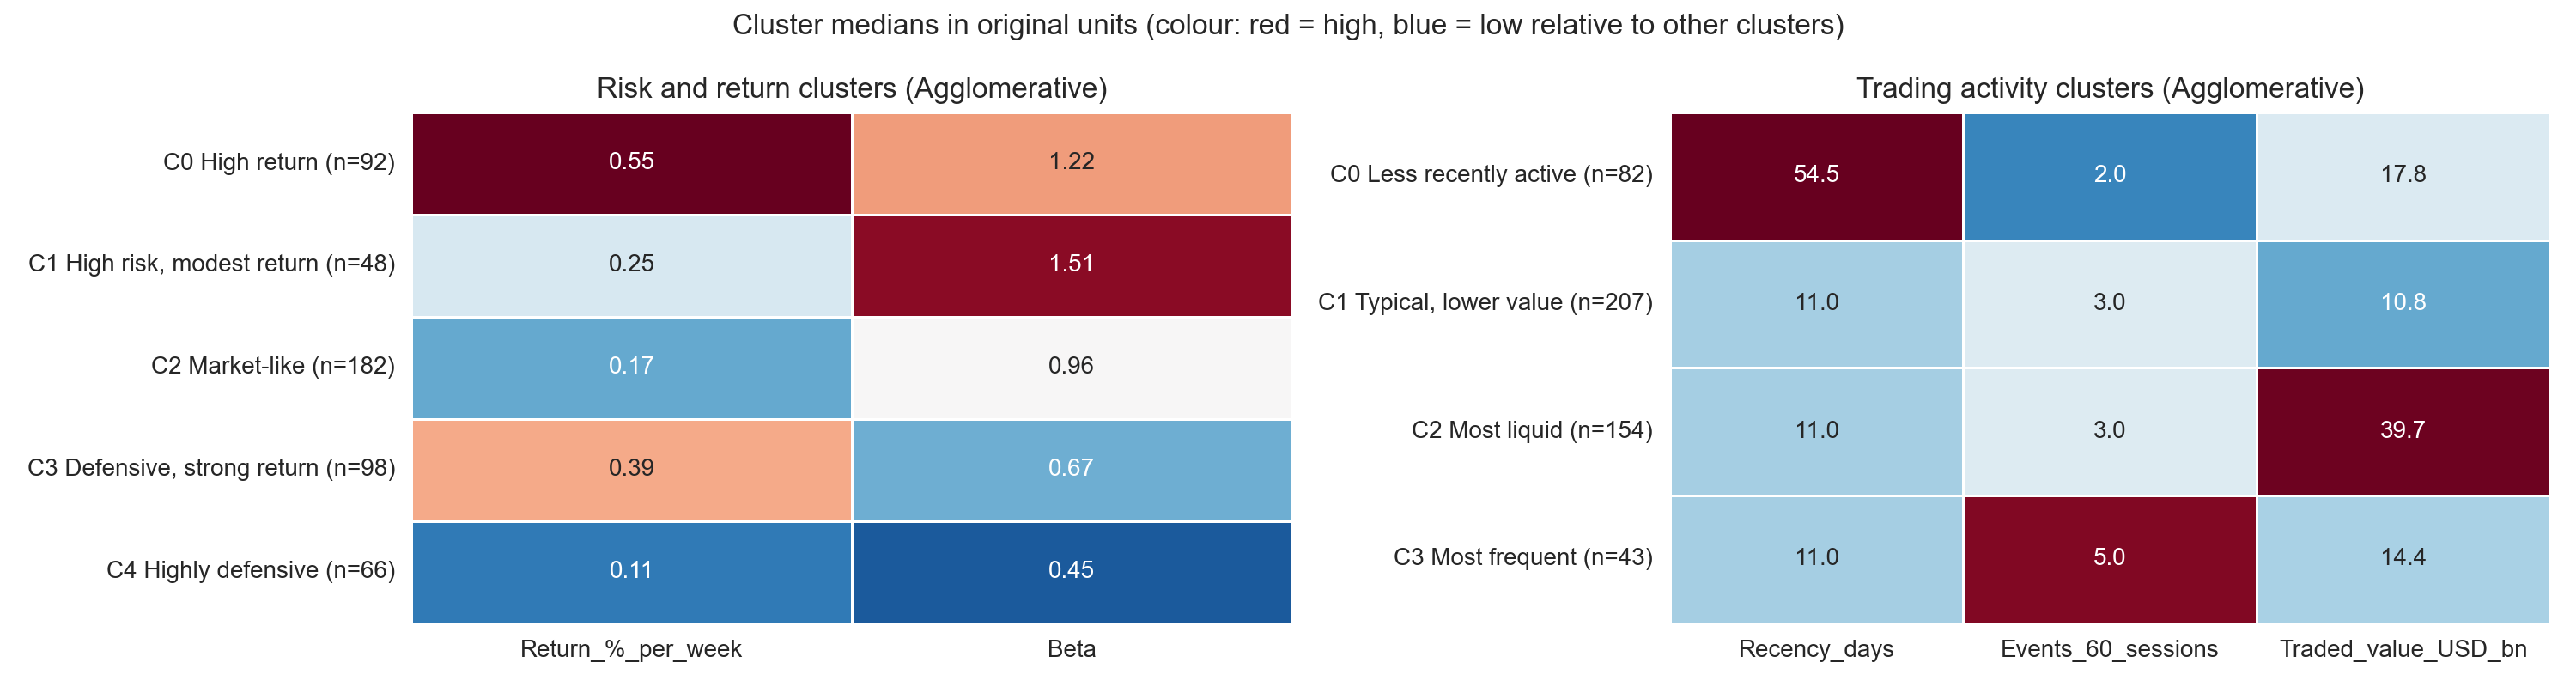 Cluster medians in original units (colour: red = high, blue = low relative to other clusters)
Risk and return clusters (Agglomerative)
C0 High return (n=92) 0.55 1.22
C1 High risk, modest return (n=48) 0.25 1.51
C2 Market-like (n=182) 0.17 0.96
C3 Defensive, strong return (n=98) 0.39 0.67
C4 Highly defensive (n=66) 0.11 0.45
Return_%_per_week Beta
Trading activity clusters (Agglomerative)
C0 Less recently active (n=82) 54.5 2.0 17.8
C1 Typical, lower value (n=207) 11.0 3.0 10.8
C2 Most liquid (n=154) 11.0 3.0 39.7
C3 Most frequent (n=43) 11.0 5.0 14.4
Recency_days Events_60_sessions Traded_value_USD_bn